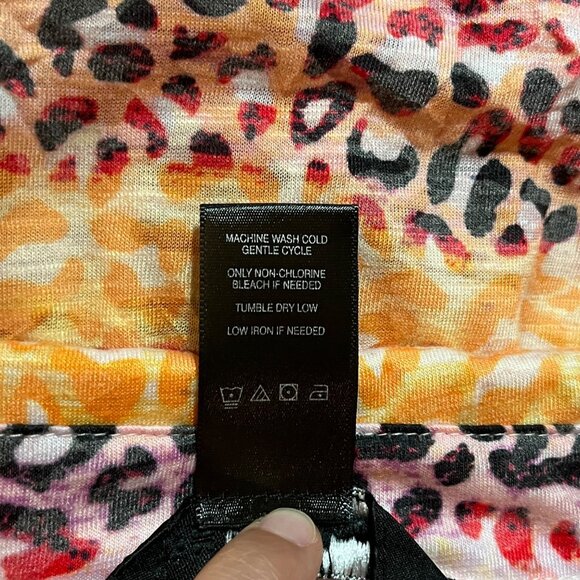 MACHINE WASH COLD
GENTLE CYCLE
ONLY NON-CHLORINE
BLEACH IF NEEDED
TUMBLE DRY LOW
LOW IRON IF NEEDED